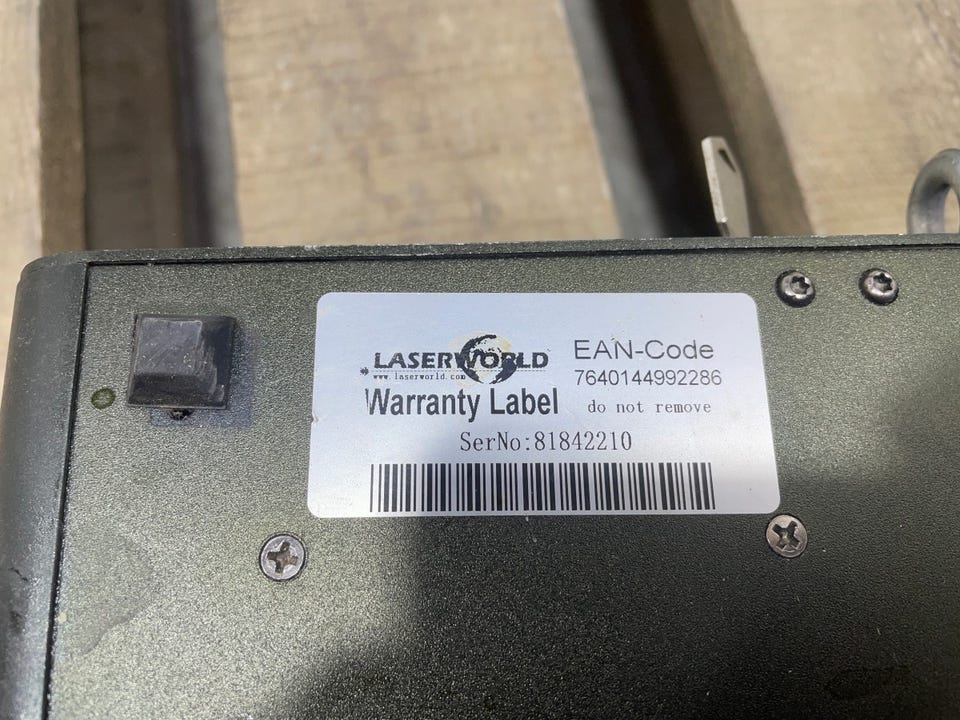 LASERWORLD
www.laserworld.com
Warranty Label
EAN-Code
7640144992286
do not remove
SerNo:81842210